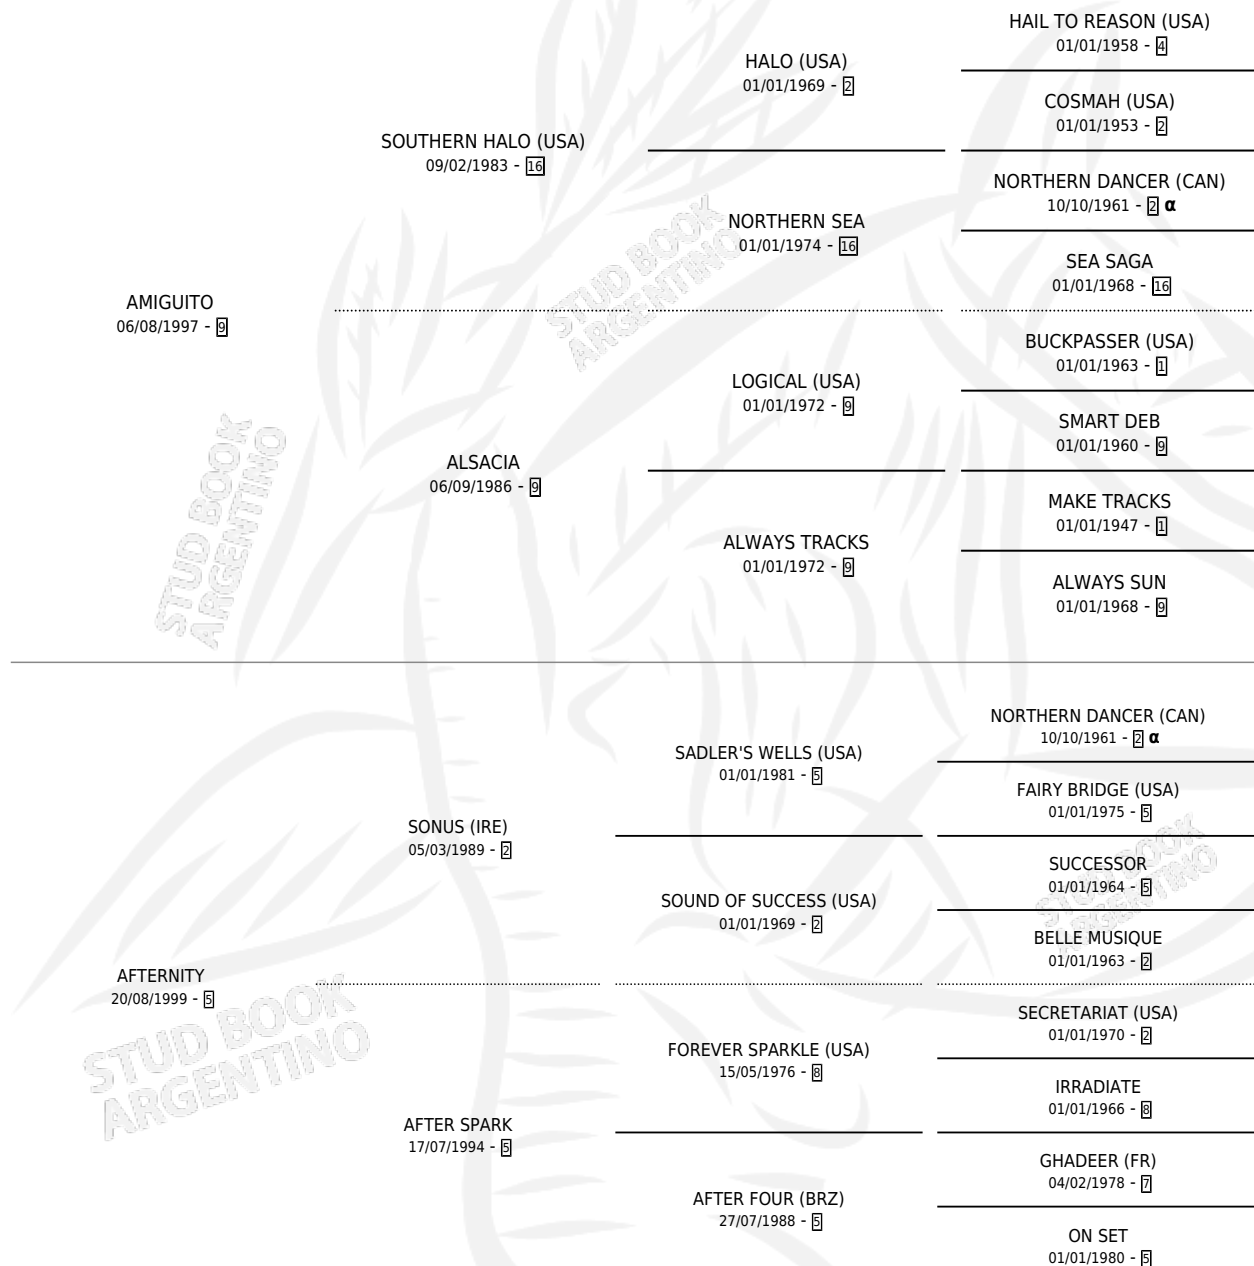 HAIL TO REASON (USA)
01/01/1958 - 4
HALO (USA)
01/01/1969 - 2
COSMAH (USA)
01/01/1953 - 2
SOUTHERN HALO (USA)
09/02/1983 - 16
NORTHERN DANCER (CAN)
10/10/1961 - 2 α
NORTHERN SEA
01/01/1974 - 16
SEA SAGA
01/01/1968 - 16
AMIGUITO
06/08/1997 - 9
BUCKPASSER (USA)
01/01/1963 - 1
LOGICAL (USA)
01/01/1972 - 9
SMART DEB
01/01/1960 - 9
ALSACIA
06/09/1986 - 9
MAKE TRACKS
01/01/1947 - 1
ALWAYS TRACKS
01/01/1972 - 9
ALWAYS SUN
01/01/1968 - 9
STUD BOOK
ARGENTINO
STUD BOOK
ARGENTINO
NORTHERN DANCER (CAN)
10/10/1961 - 2 α
SADLER'S WELLS (USA)
01/01/1981 - 5
FAIRY BRIDGE (USA)
01/01/1975 - 5
SONUS (IRE)
05/03/1989 - 2
SUCCESSOR
01/01/1964 - 5
SOUND OF SUCCESS (USA)
01/01/1969 - 2
BELLE MUSIQUE
01/01/1963 - 2
AFTERNITY
20/08/1999 - 5
SECRETARIAT (USA)
01/01/1970 - 2
FOREVER SPARKLE (USA)
15/05/1976 - 8
IRRADIATE
01/01/1966 - 8
AFTER SPARK
17/07/1994 - 5
GHADEER (FR)
04/02/1978 - 7
AFTER FOUR (BRZ)
27/07/1988 - 5
ON SET
01/01/1980 - 5
STUD BOOK
ARGENTINO
STUD BOOK
ARGENTINO